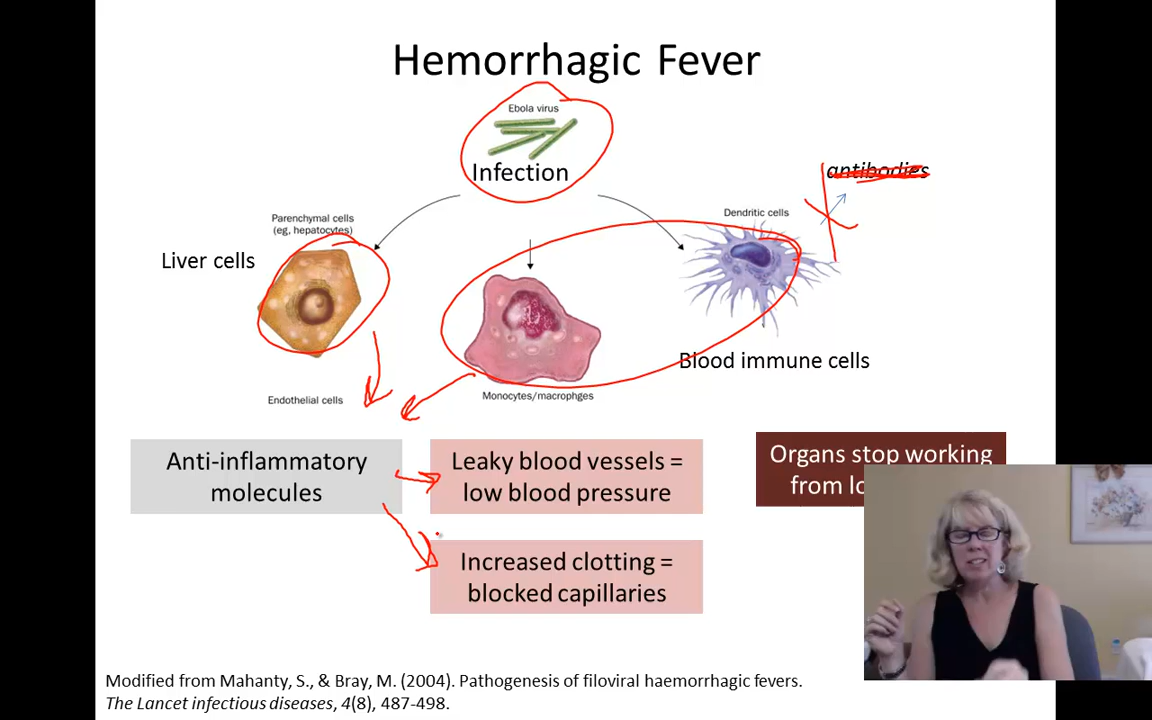 Hemorrhagic Fever
Ebola virus
Infection
antibodies
Parenchymal cells
(eg, hepatocytes)
Dendritic cells
Liver cells
Blood immune cells
Endothelial cells
Monocytes/macrophges
Anti-inflammatory
molecules
Leaky blood vessels =
low blood pressure
Organs stop working
from
Increased clotting =
blocked capillaries
Modified from Mahanty, S., & Bray, M. (2004). Pathogenesis of filoviral haemorrhagic fevers.
The Lancet infectious diseases, 4(8), 487-498.